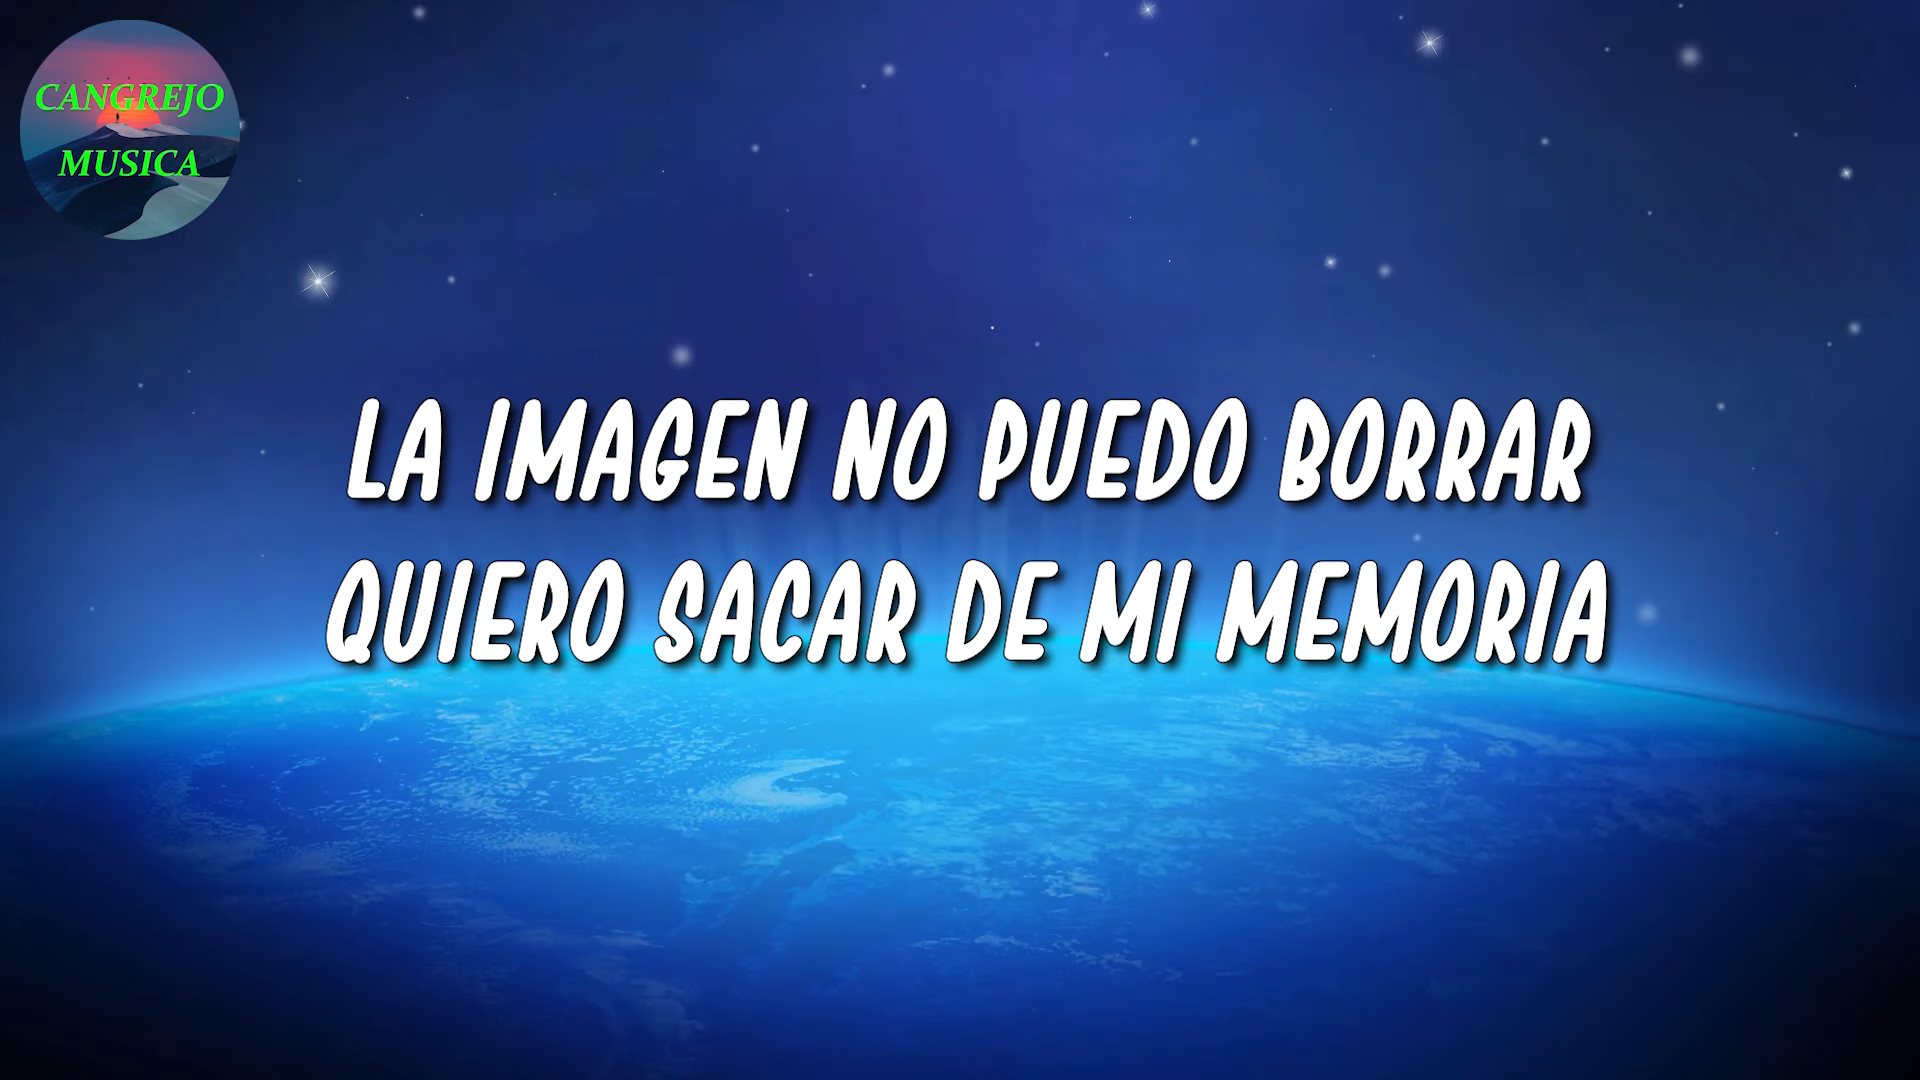 CANGREJO
MUSICA
LA IMAGEN NO PUEDO BORRAR
QUIERO SACAR DE MI MEMORIA